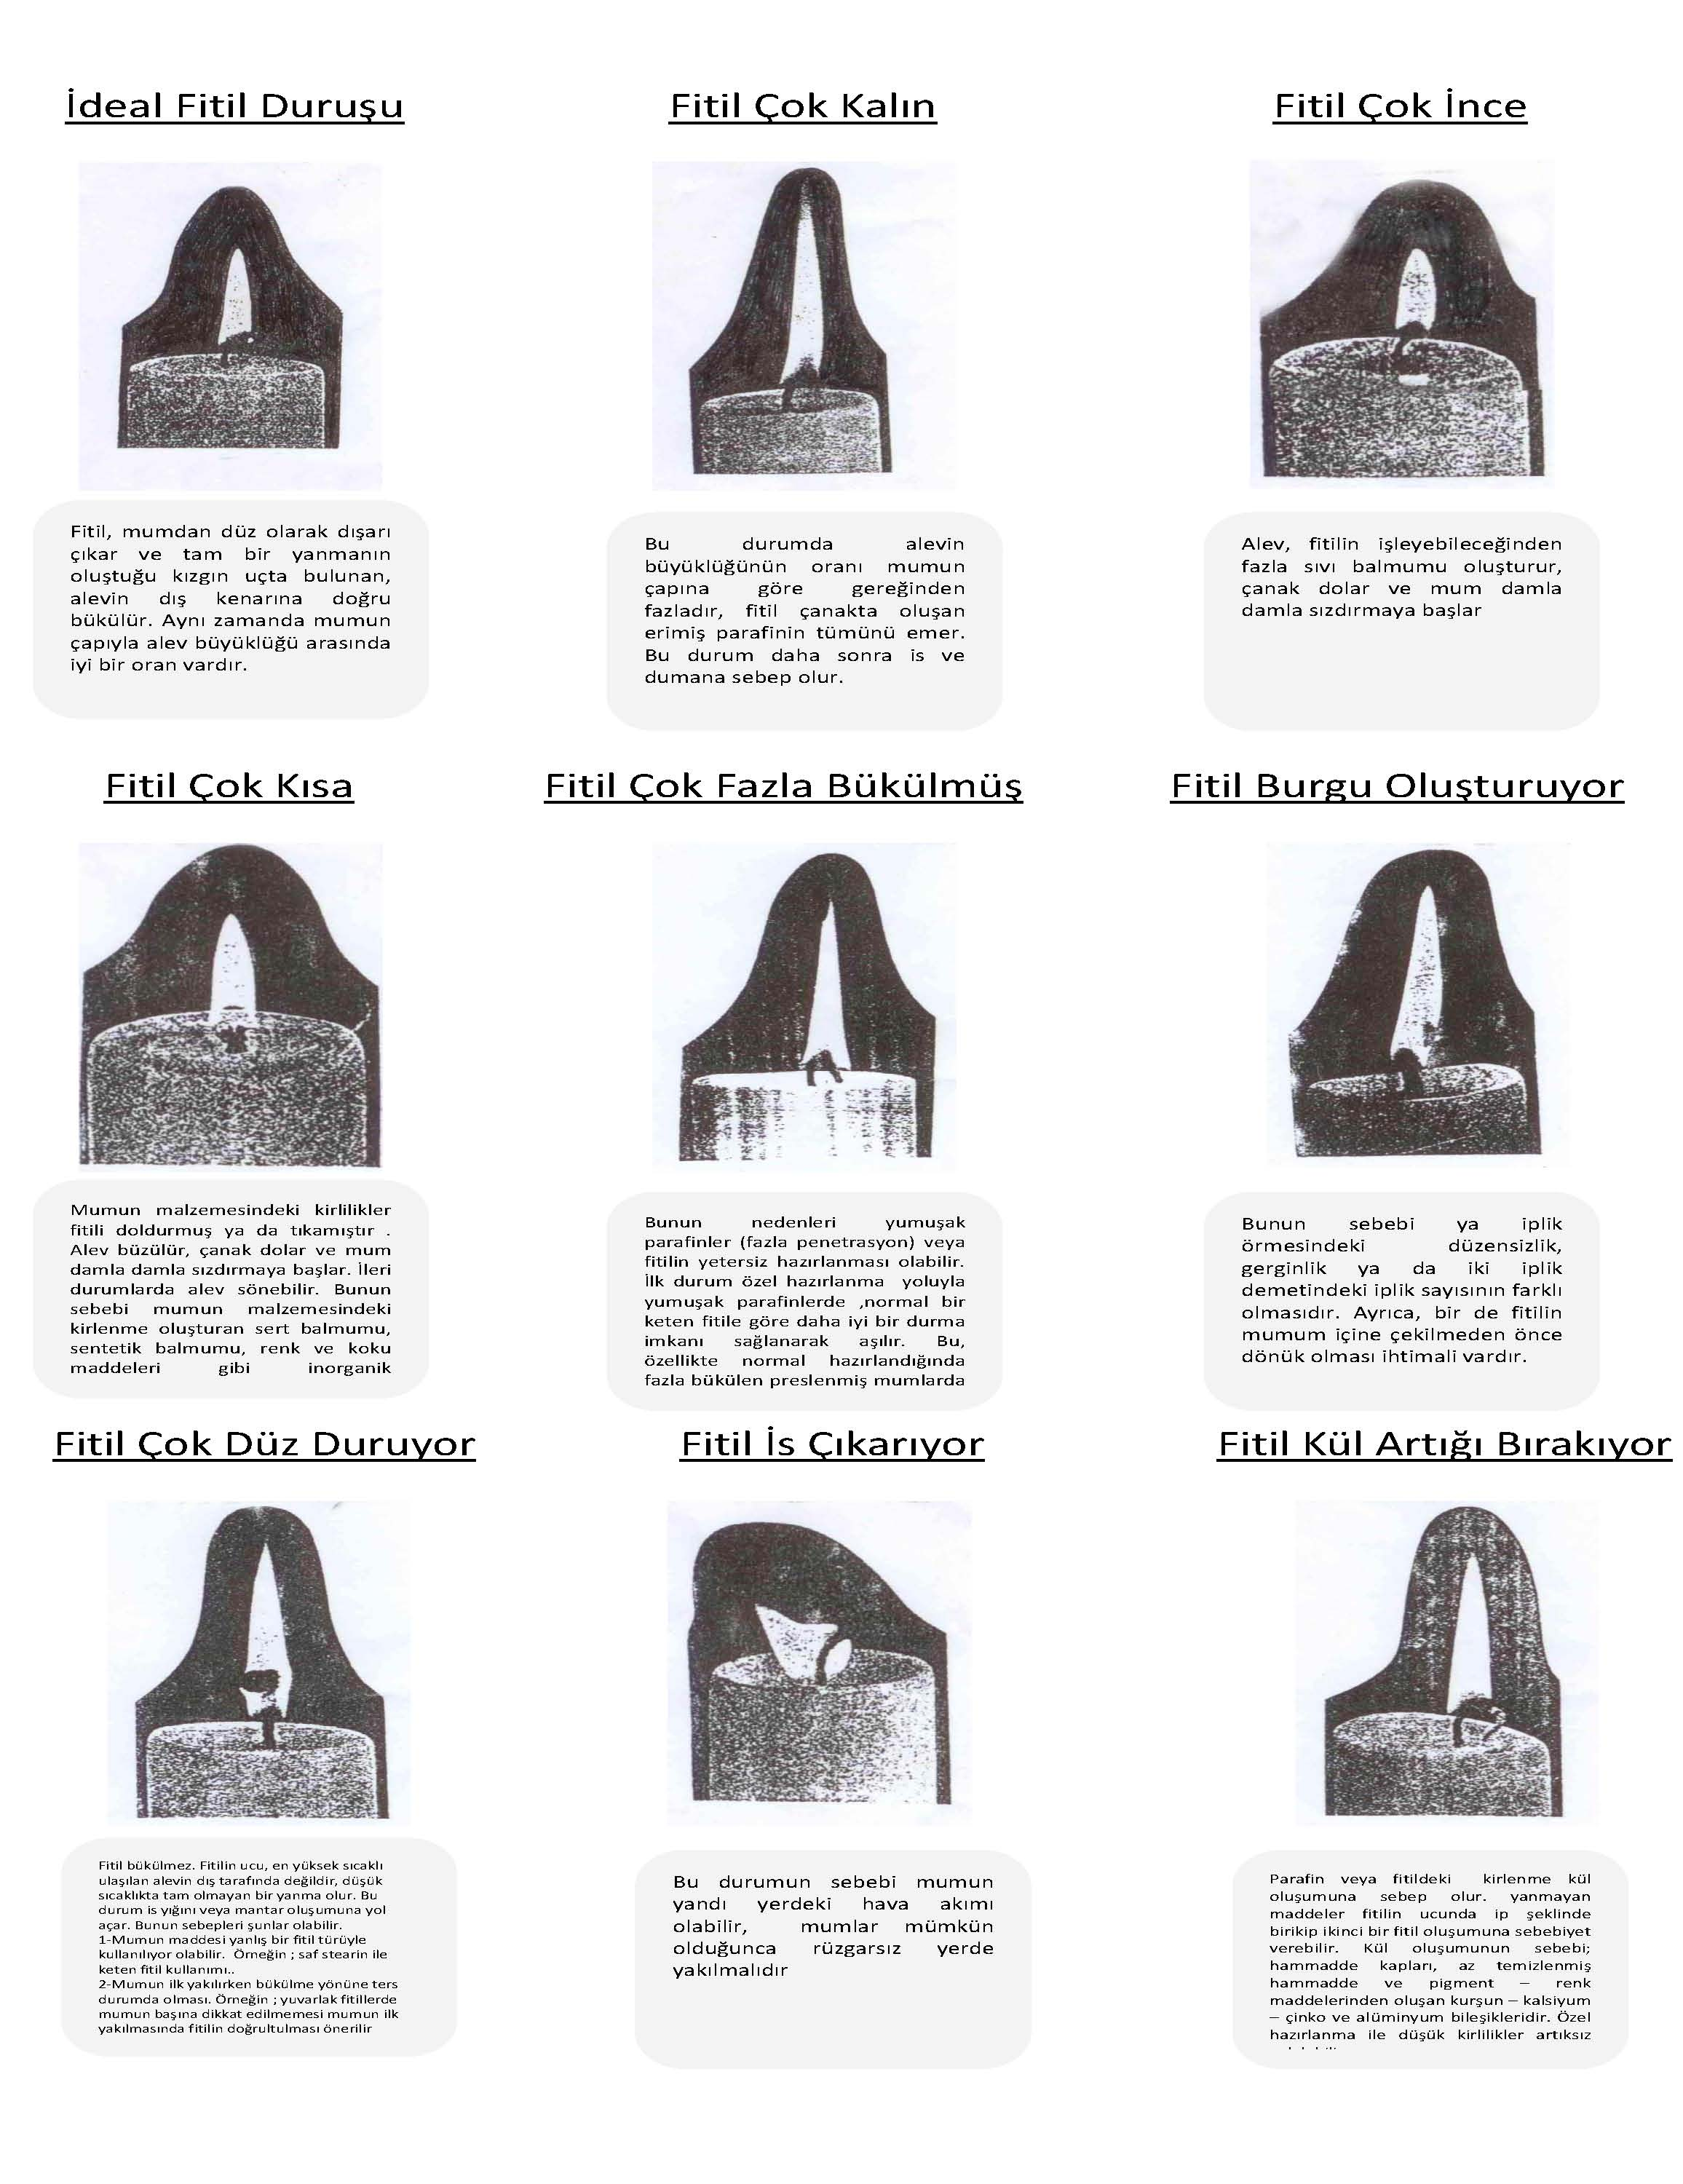 İdeal Fitil Duruşu
Fitil, mumdan düz olarak dışarı
çıkar ve tam bir yanmanın
oluştuğu kızgın uçta bulunan,
alevin dış kenarına doğru
bükülür. Aynı zamanda mumun
çapıyla alev büyüklüğü arasında
iyi bir oran vardır.
Fitil Çok Kalın
Bu durumda alevin
büyüklüğünün oranı mumun
çapına göre gereğinden
fazladır, fitil çanakta oluşan
erimiş parafinin tümünü emer.
Bu durum daha sonra is ve
dumana sebep olur.
Fitil Çok İnce
Alev, fitilin işleyebileceğinden
fazla sıvı balmumu oluşturur,
çanak dolar ve mum damla
damla sızdırmaya başlar
Fitil Çok Kısa
Mumun malzemesindeki kirlilikler
fitili doldurmuş ya da tıkamıştır .
Alev büzülür, çanak dolar ve mum
damla damla sızdırmaya başlar. İleri
durumlarda alev sönebilir. Bunun
sebebi mumun malzemesindeki
kirlenme oluşturan sert balmumu,
sentetik balmumu, renk ve koku
maddeleri gibi inorganik
Fitil Çok Fazla Bükülmüş
Bunun nedenleri yumuşak
parafinler (fazla penetrasyon) veya
fitilin yetersiz hazırlanması olabilir.
İlk durum özel hazırlanma yoluyla
yumuşak parafinlerde ,normal bir
keten fitile göre daha iyi bir durma
imkanı sağlanarak aşılır. Bu,
özellikte normal hazırlandığında
fazla bükülen preslenmiş mumlarda
Fitil Burgu Oluşturuyor
Bunun sebebi ya iplik
örmesindeki düzensizlik,
gerginlik ya da iki iplik
demetindeki iplik sayısının farklı
olmasıdır. Ayrıca, bir de fitilin
mumum içine çekilmeden önce
dönük olması ihtimali vardır.
Fitil Çok Düz Duruyor
Fitil bükülmez. Fitilin ucu, en yüksek sıcaklı
ulaşılan alevin dış tarafında değildir, düşük
sıcaklıkta tam olmayan bir yanma olur. Bu
durum is yığını veya mantar oluşumuna yol
açar. Bunun sebepleri şunlar olabilir.
1-Mumun maddesi yanlış bir fitil türüyle
kullanılıyor olabilir. Örneğin ; saf stearin ile
keten fitil kullanımı..
2-Mumun ilk yakılırken bükülme yönüne ters
durumda olması. Örneğin ; yuvarlak fitillerde
mumun başına dikkat edilmemesi mumun ilk
yakılmasında fitilin doğrultulması önerilir
Fitil İs Çıkarıyor
Bu durumun sebebi mumun
yandı yerdeki hava akımı
olabilir, mumlar mümkün
olduğunca rüzgarsız yerde
yakılmalıdır
Fitil Kül Artığı Bırakıyor
Parafin veya fitildeki kirlenme kül
oluşumuna sebep olur. yanmayan
maddeler fitilin ucunda ip şeklinde
birikip ikinci bir fitil oluşumuna sebebiyet
verebilir. Kül oluşumunun sebebi;
hammadde kapları, az temizlenmiş
hammadde ve pigment – renk
maddelerinden oluşan kurşun – kalsiyum
– çinko ve alüminyum bileşikleridir. Özel
hazırlanma ile düşük kirlilikler artıksız